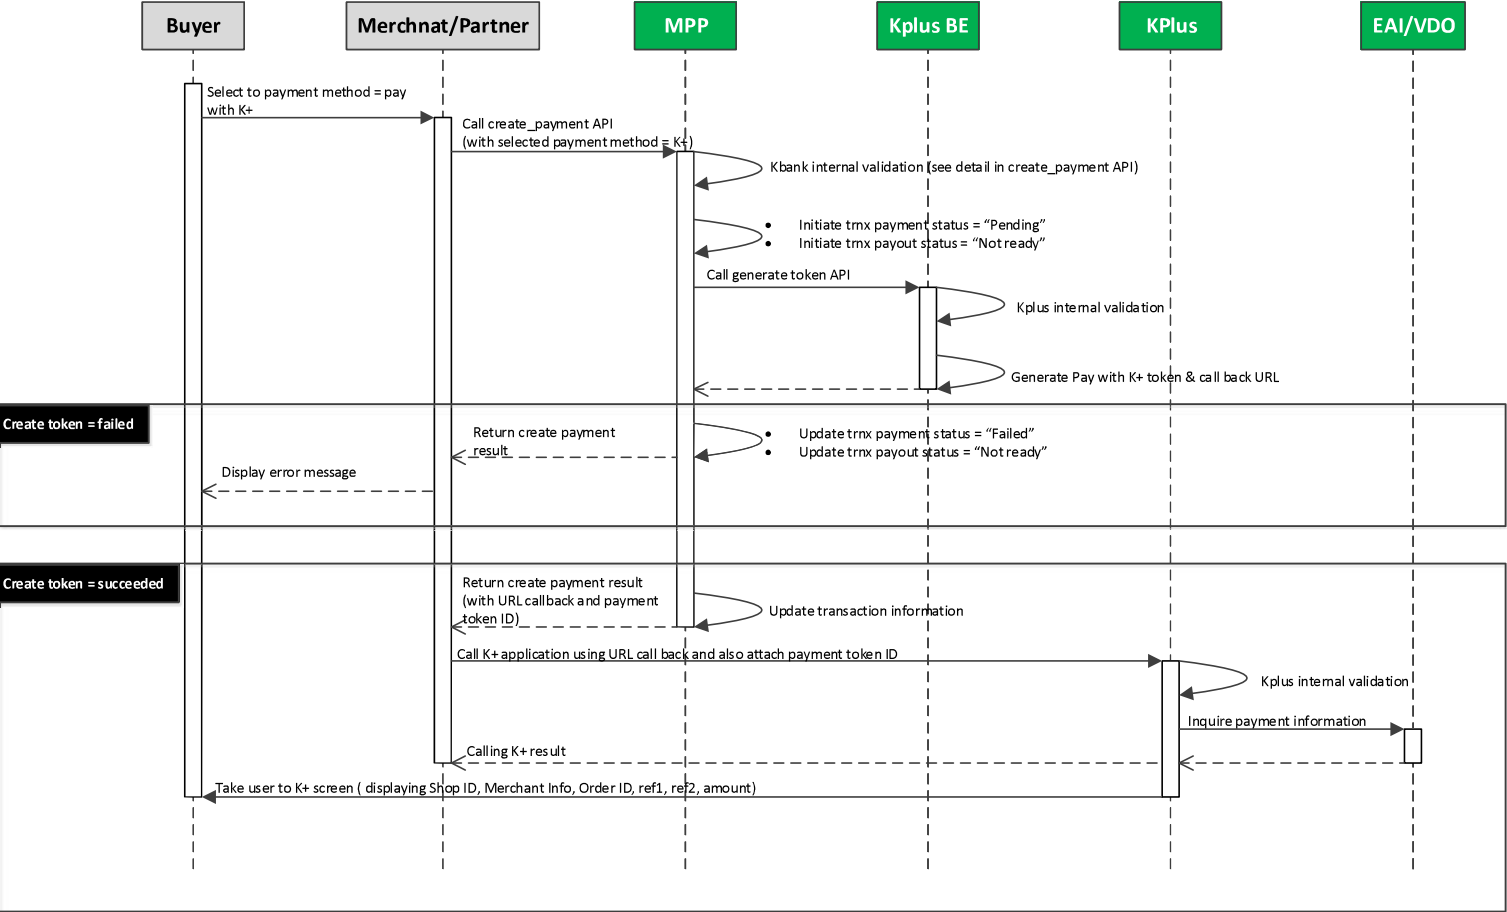 Buyer
Merchnat/Partner
MPP
Kplus BE
KPlus
EAI/VDO
Select to payment method = pay
with K+
Call create_payment API
(with selected payment method = K+)
Kbank internal validation (see detail in create_payment API)
• Initiate trnx payment status = “Pending”
• Initiate trnx payout status = “Not ready”
Call generate token API
Kplus internal validation
Generate Pay with K+ token & call back URL
Create token = failed
Return create payment
result
• Update trnx payment status = “Failed”
• Update trnx payout status = “Not ready”
Display error message
Create token = succeeded
Return create payment result
(with URL callback and payment
token ID)
Update transaction information
Call K+ application using URL call back and also attach payment token ID
Kplus internal validation
Inquire payment information
Calling K+ result
Take user to K+ screen ( displaying Shop ID, Merchant Info, Order ID, ref1, ref2, amount)